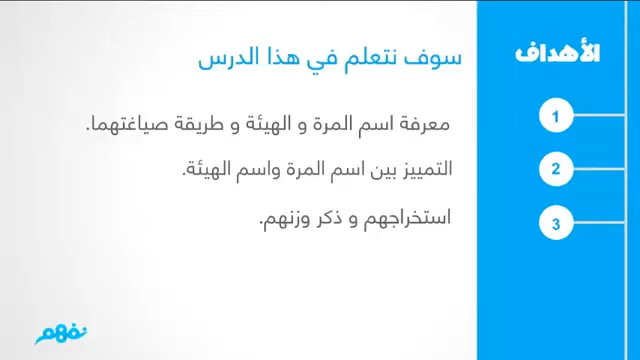 الأهداف
سوف نتعلم في هذا الدرس
1
معرفة اسم المرة و الهيئة و طريقة صياغتهما.
2
التمييز بين اسم المرة واسم الهيئة.
3
استخراجهم و ذكر وزنهم.
نفهم